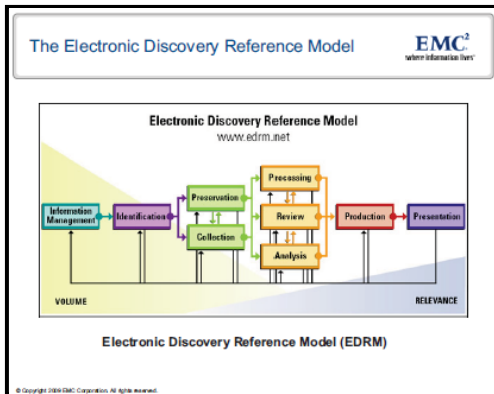 The Electronic Discovery Reference Model
EMC²
where information lives®
Electronic Discovery Reference Model
www.edrm.net
Processing
Preservation
Information
Management
Identification
Review
Production
Presentation
Collection
Analysis
VOLUME
RELEVANCE
Electronic Discovery Reference Model (EDRM)
© Copyright 2009 EMC Corporation. All rights reserved.